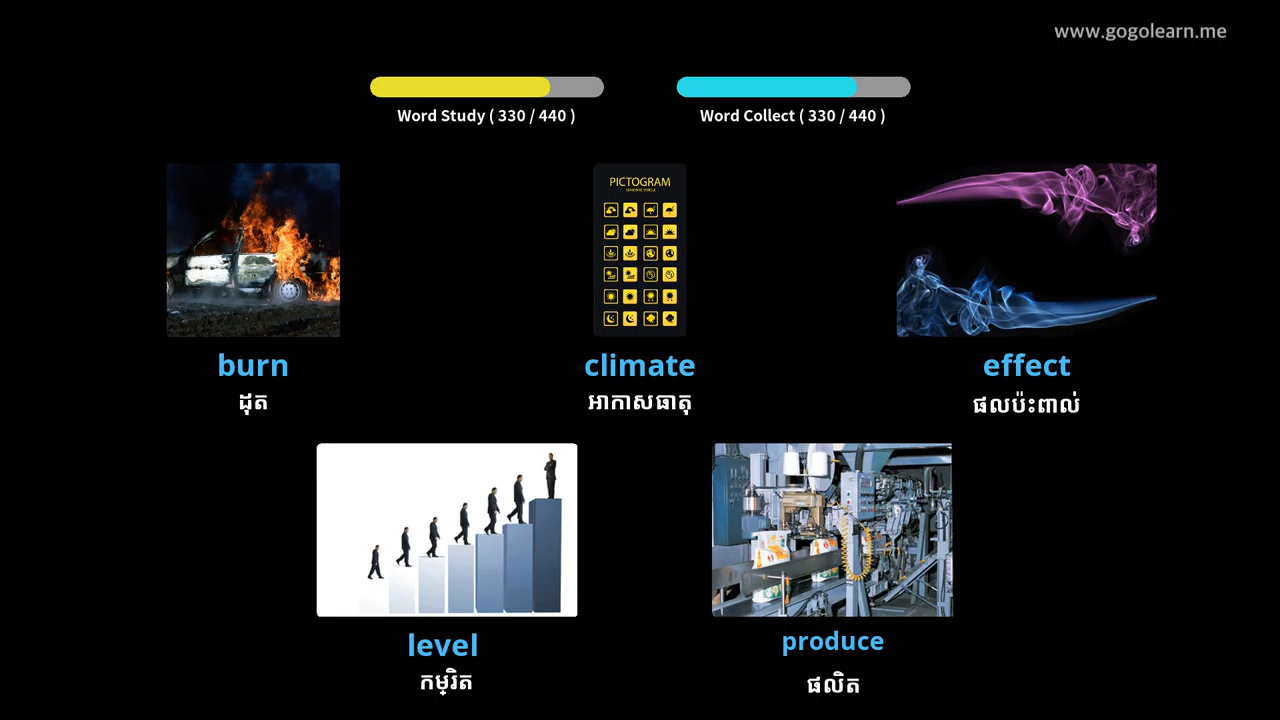 www.gogolearn.me
Word Study ( 330 / 440 )
Word Collect ( 330 / 440 )
PICTOGRAM
burn
ដុត
climate
អាកាសធាតុ
effect
ផលប៉ះពាល់
level
កម្រិត
produce
ផលិត